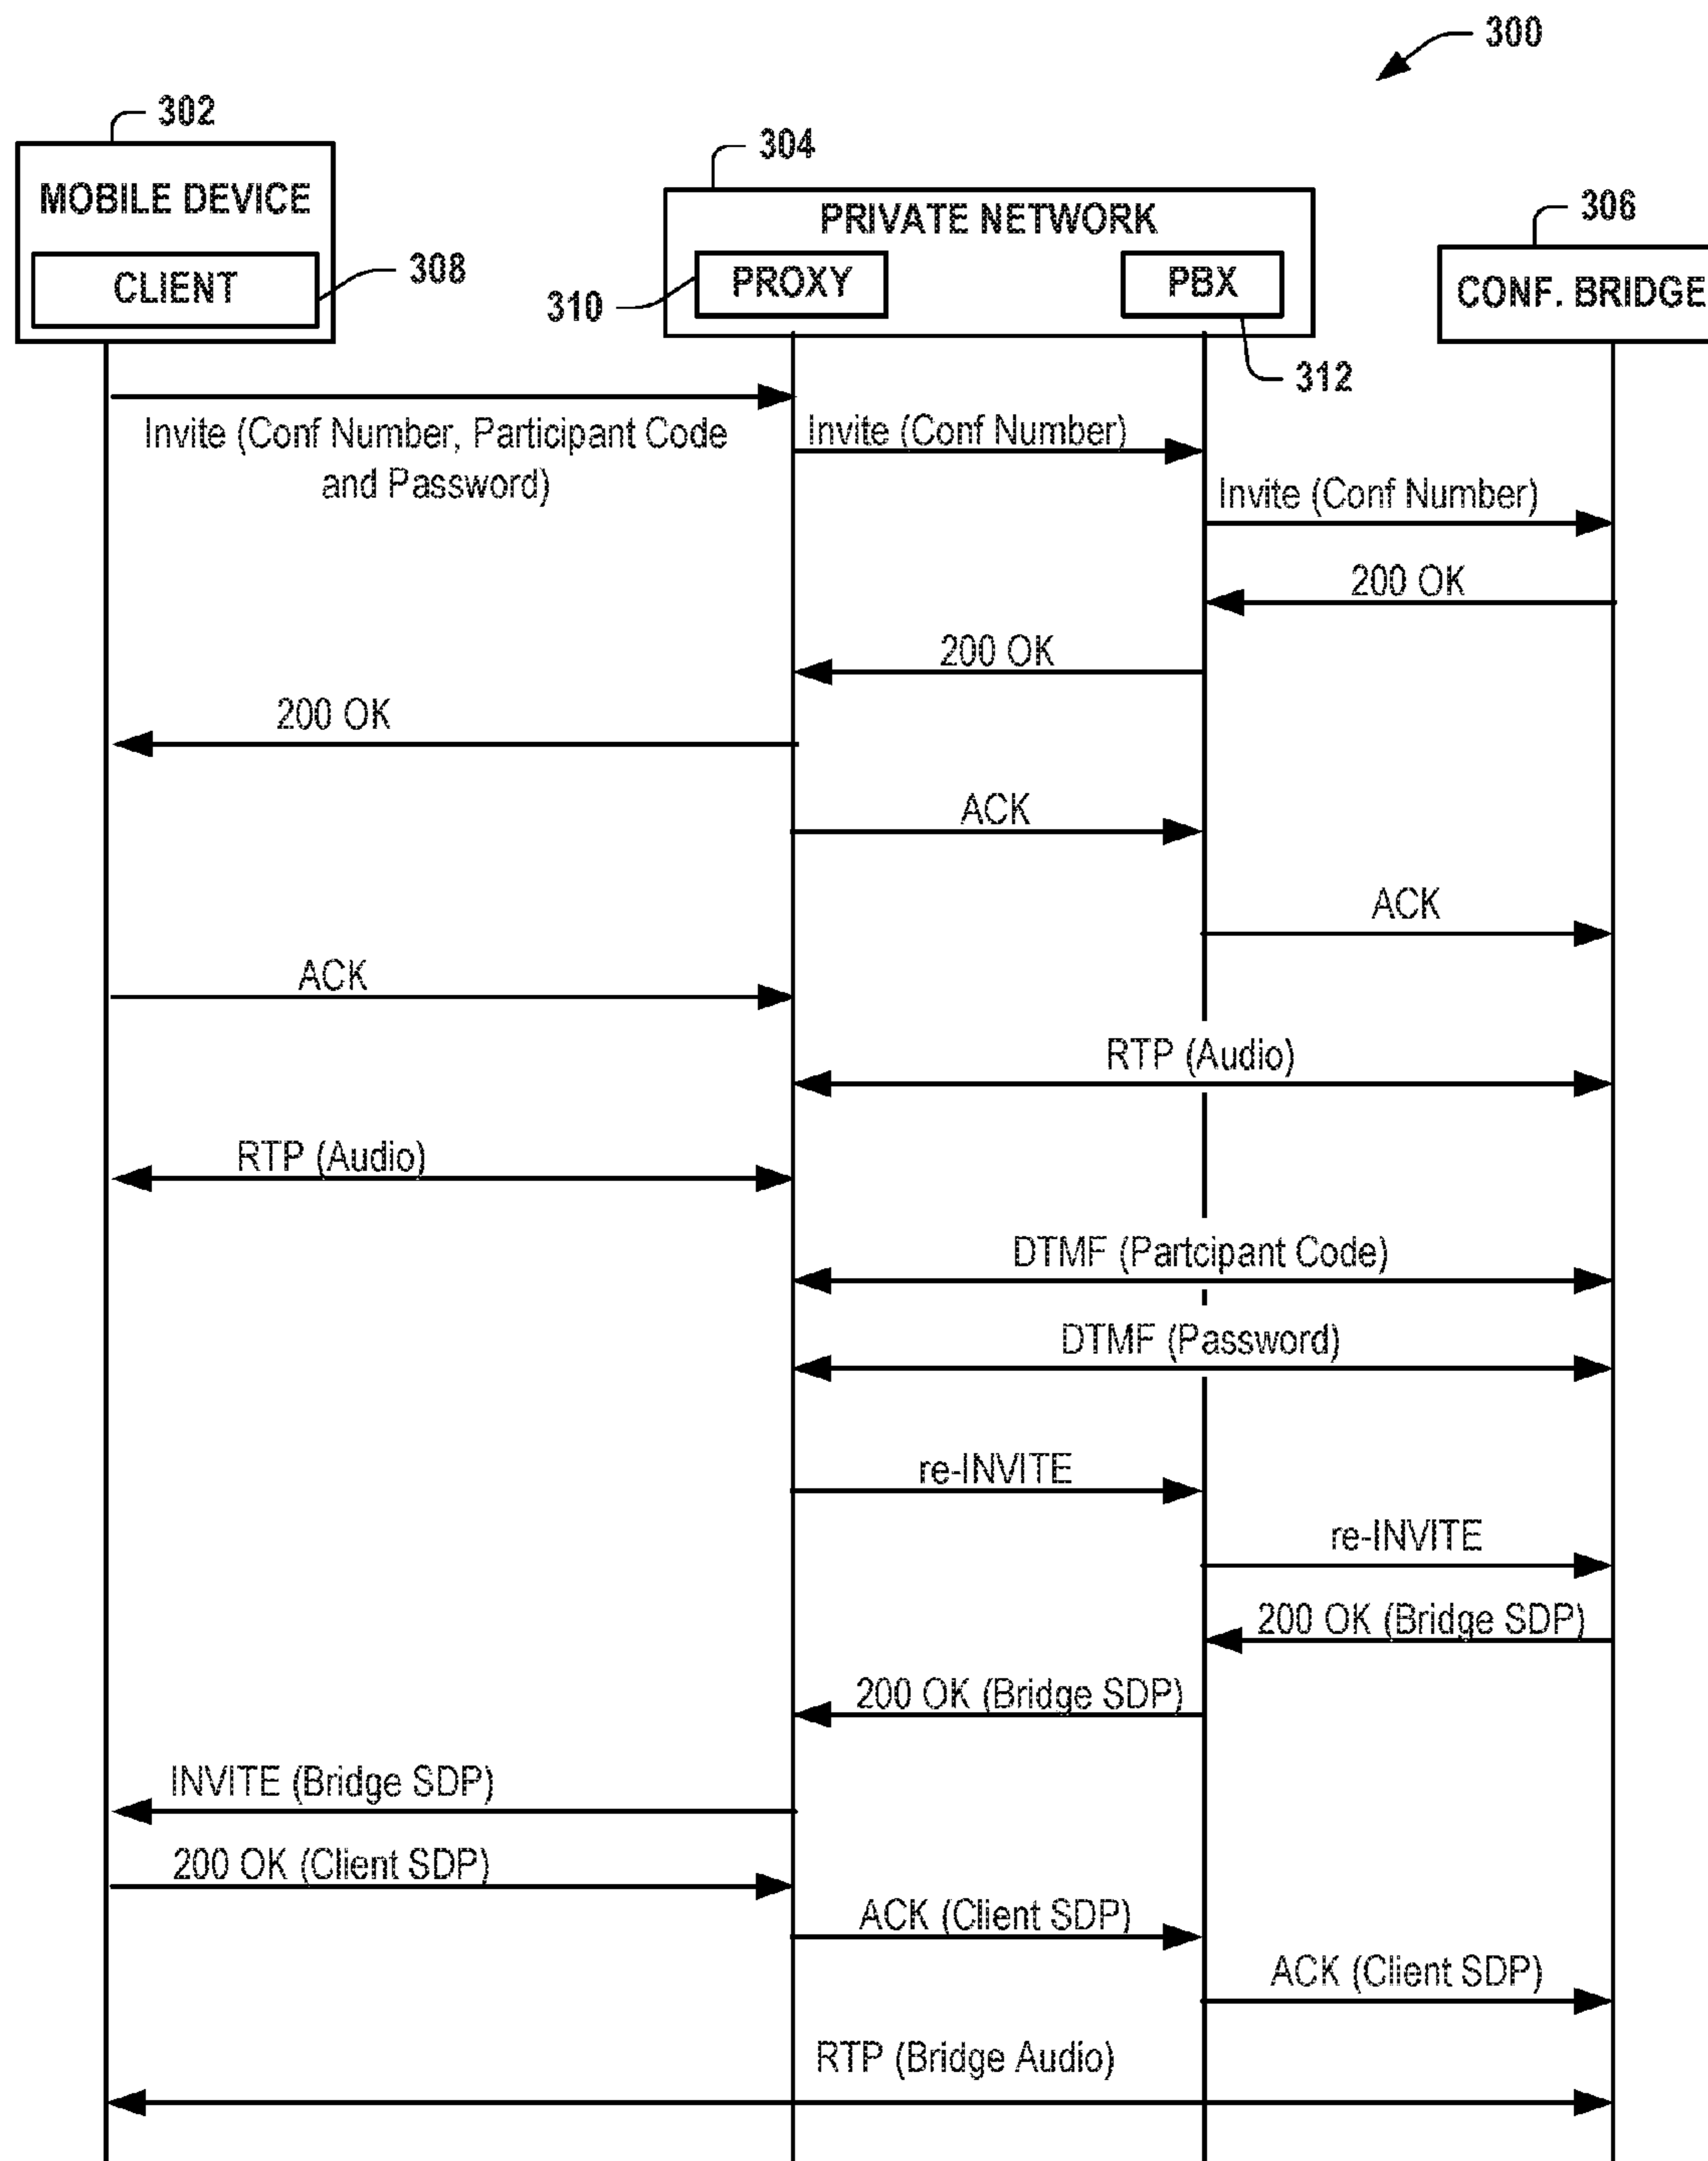 300
302
304
306
MOBILE DEVICE
PRIVATE NETWORK
CLIENT
308
310
PROXY
PBX
CONF. BRIDGE
312
Invite (Conf Number, Participant Code
and Password)
Invite (Conf Number)
Invite (Conf Number)
200 OK
200 OK
200 OK
ACK
ACK
ACK
RTP (Audio)
RTP (Audio)
DTMF (Partcipant Code)
DTMF (Password)
re-INVITE
re-INVITE
200 OK (Bridge SDP)
200 OK (Bridge SDP)
INVITE (Bridge SDP)
200 OK (Client SDP)
ACK (Client SDP)
ACK (Client SDP)
RTP (Bridge Audio)